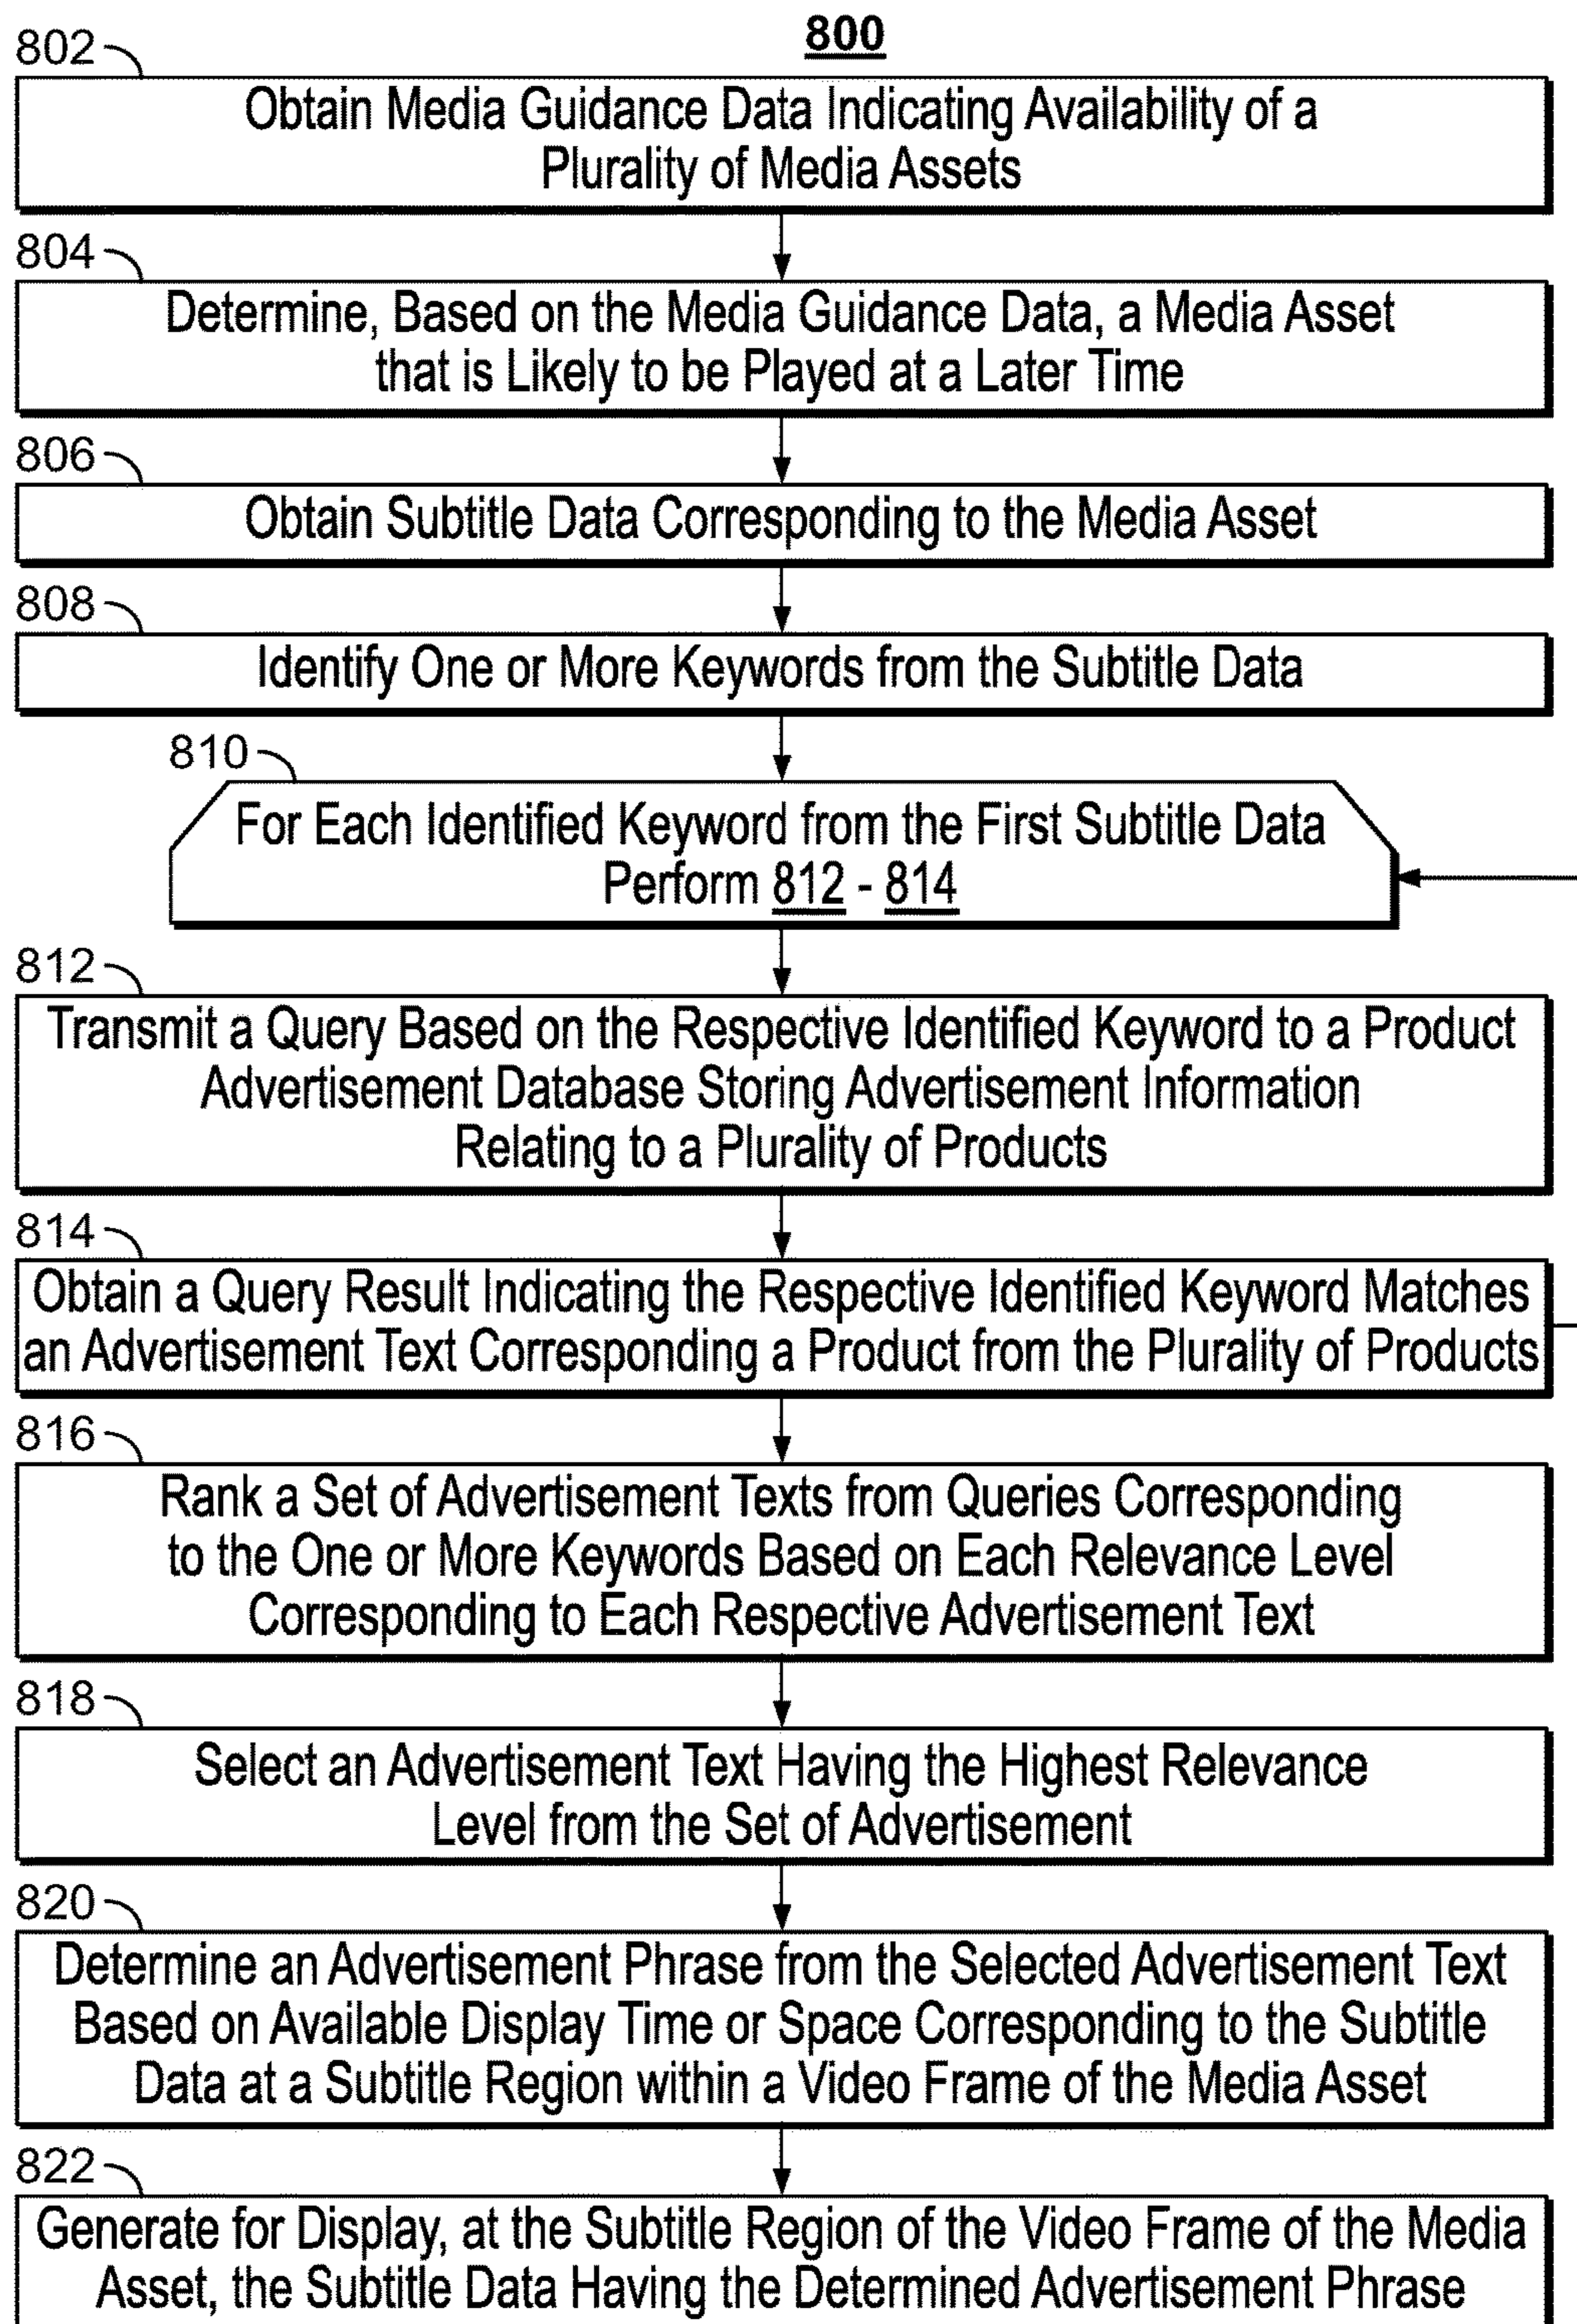 800
802
Obtain Media Guidance Data Indicating Availability of a
Plurality of Media Assets
804
Determine, Based on the Media Guidance Data, a Media Asset
that is Likely to be Played at a Later Time
806
Obtain Subtitle Data Corresponding to the Media Asset
808
Identify One or More Keywords from the Subtitle Data
810
For Each Identified Keyword from the First Subtitle Data
Perform 812 - 814
812
Transmit a Query Based on the Respective Identified Keyword to a Product
Advertisement Database Storing Advertisement Information
Relating to a Plurality of Products
814
Obtain a Query Result Indicating the Respective Identified Keyword Matches
an Advertisement Text Corresponding a Product from the Plurality of Products
816
Rank a Set of Advertisement Texts from Queries Corresponding
to the One or More Keywords Based on Each Relevance Level
Corresponding to Each Respective Advertisement Text
818
Select an Advertisement Text Having the Highest Relevance
Level from the Set of Advertisement
820
Determine an Advertisement Phrase from the Selected Advertisement Text
Based on Available Display Time or Space Corresponding to the Subtitle
Data at a Subtitle Region within a Video Frame of the Media Asset
822
Generate for Display, at the Subtitle Region of the Video Frame of the Media
Asset, the Subtitle Data Having the Determined Advertisement Phrase